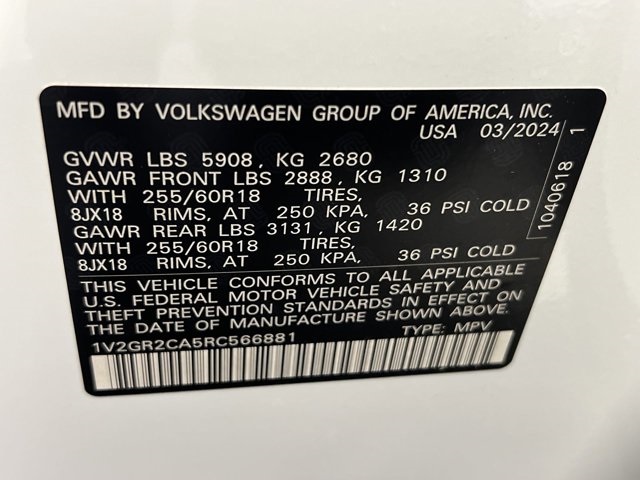 MFD BY VOLKSWAGEN GROUP OF AMERICA, INC.
USA 03/2024
GVWR LBS 5908, KG 2680
GAWR FRONT LBS 2888, KG 1310
WITH 255/60R18 TIRES,
8JX18 RIMS, AT 250 KPA, 36 PSI COLD
GAWR REAR LBS 3131, KG 1420
WITH 255/60R18 TIRES,
8JX18 RIMS, AT 250 KPA, 36 PSI COLD
THIS VEHICLE CONFORMS TO ALL APPLICABLE
U.S. FEDERAL MOTOR VEHICLE SAFETY AND
THEFT PREVENTION STANDARDS IN EFFECT ON
THE DATE OF MANUFACTURE SHOWN ABOVE.
1V2GR2CA5RC566881 TYPE: MPV
1040618 1